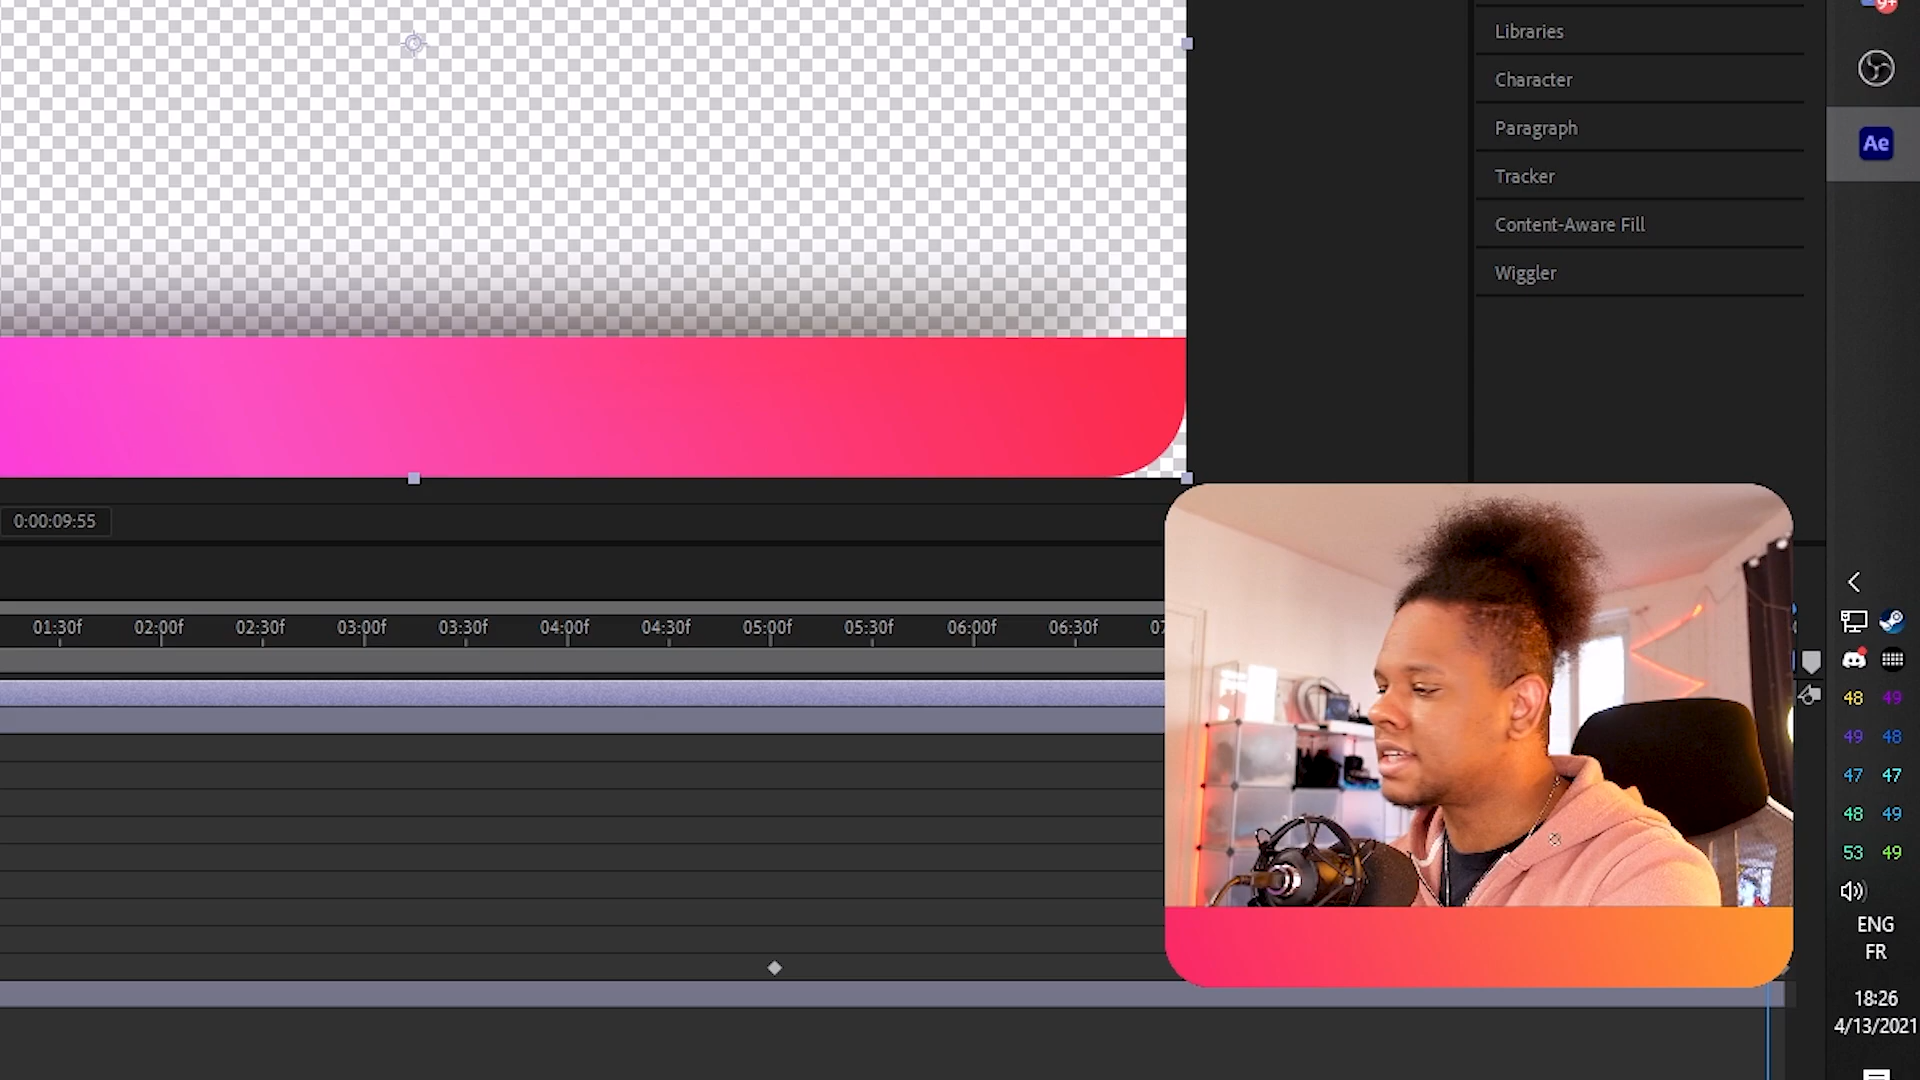 9+
Libraries
Character
Paragraph
Tracker
Content-Aware Fill
Wiggler
Ae
0:00:09:55
01:30f 02:00f 02:30f 03:00f 03:30f 04:00f 04:30f 05:00f 05:30f 06:00f 06:30f 07
48 49
49 48
47 47
48 49
53 49
ENG
FR
18:26
4/13/2021